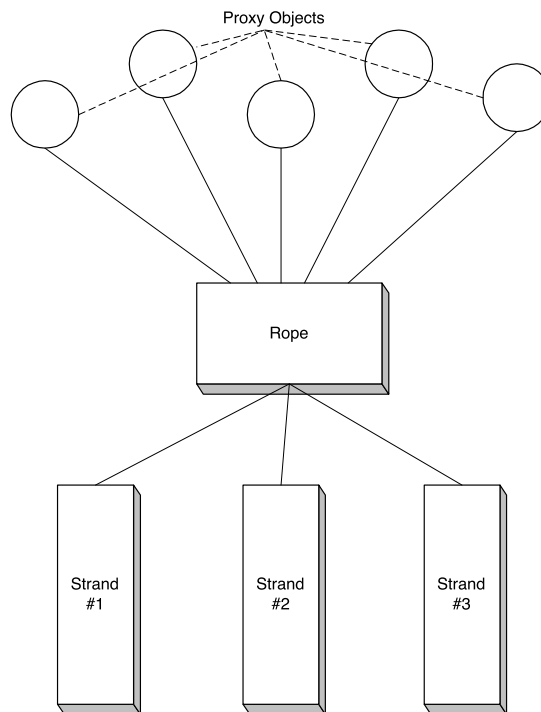 Proxy Objects
Rope
Strand
#1
Strand
#2
Strand
#3